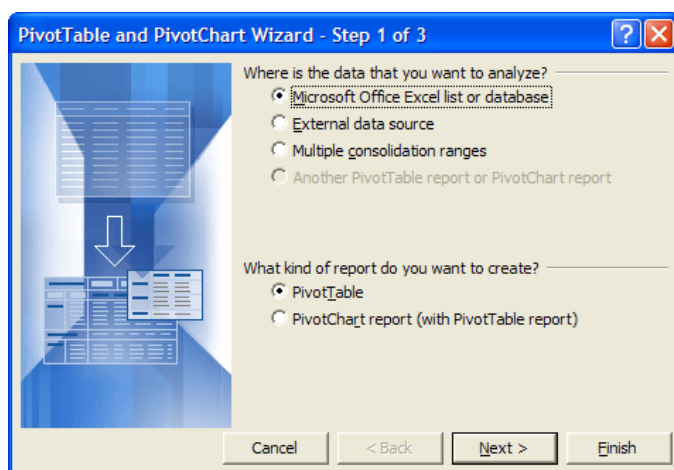 PivotTable and PivotChart Wizard - Step 1 of 3
?
Where is the data that you want to analyze?
Microsoft Office Excel list or database
External data source
Multiple consolidation ranges
Another PivotTable report or PivotChart report
What kind of report do you want to create?
PivotTable
PivotChart report (with PivotTable report)
Cancel < Back Next > Finish